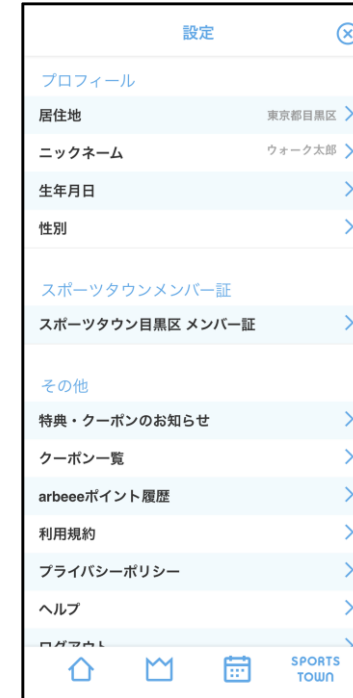 設定
プロフィール
居住地 東京都目黒区
ニックネーム ウォーク太郎
生年月日
性別
スポーツタウンメンバー証
スポーツタウン目黒区 メンバー証
その他
特典・クーポンのお知らせ
クーポン一覧
arbeeeポイント履歴
利用規約
プライバシーポリシー
ヘルプ
ログアウト
SPORTS
TOWN